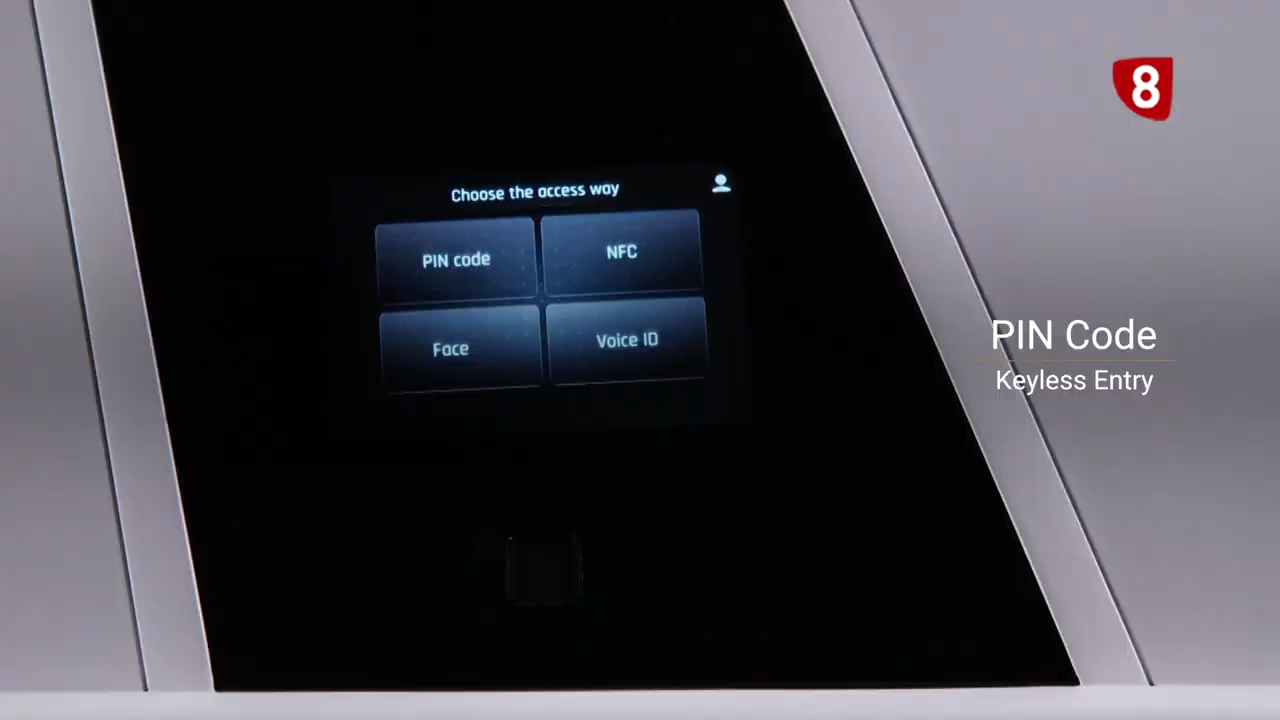 8
Choose the access way
PIN code
NFC
Face
Voice ID
PIN Code
Keyless Entry